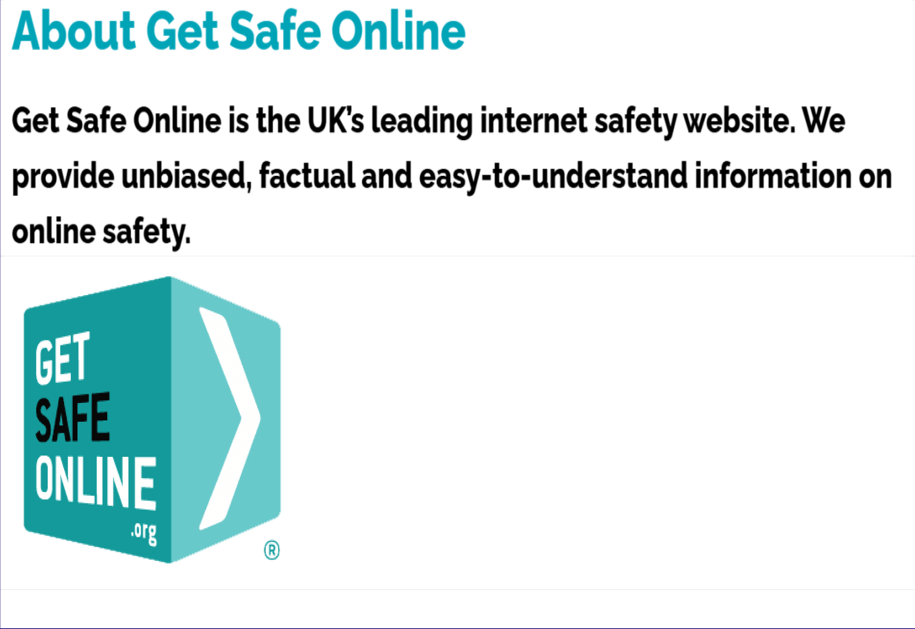 About Get Safe Online
Get Safe Online is the UK’s leading internet safety website. We
provide unbiased, factual and easy-to-understand information on
online safety.
GET
SAFE
ONLINE
.org
®